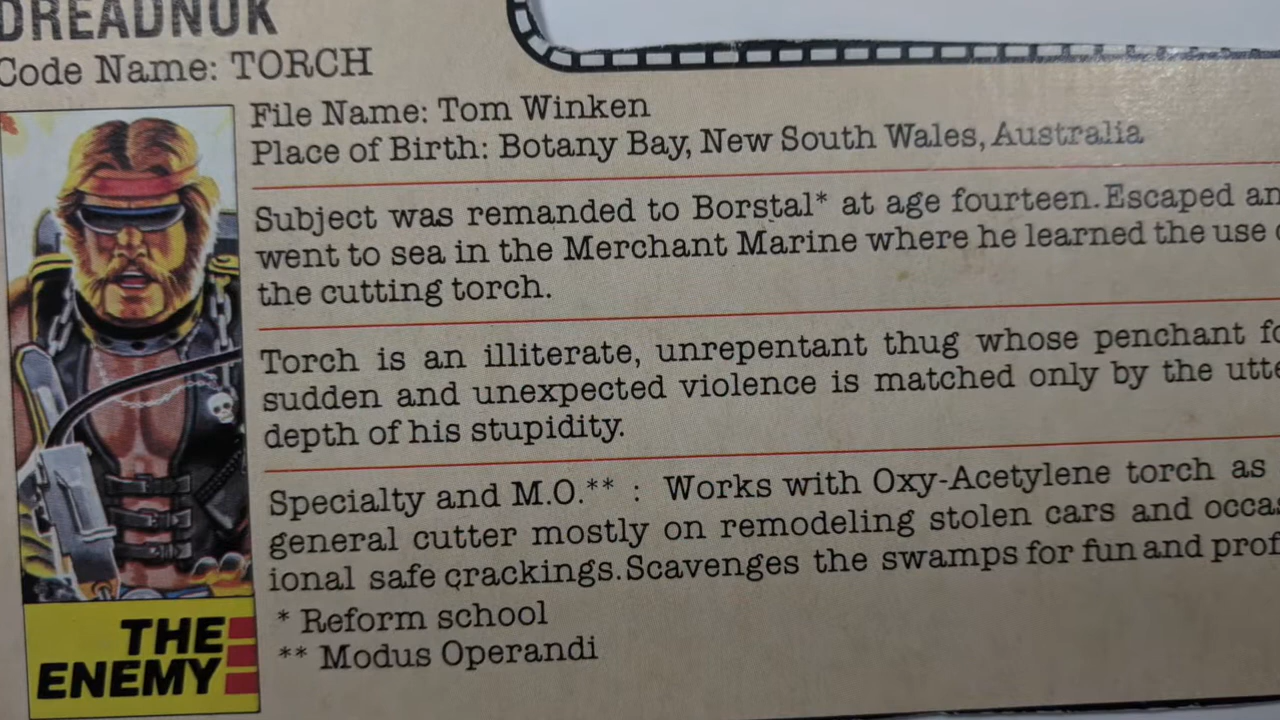 DREADNOK
Code Name: TORCH
File Name: Tom Winken
Place of Birth: Botany Bay, New South Wales, Australia
Subject was remanded to Borstal* at age fourteen. Escaped an
went to sea in the Merchant Marine where he learned the use
the cutting torch.
Torch is an illiterate, unrepentant thug whose penchant fo
sudden and unexpected violence is matched only by the utte
depth of his stupidity.
Specialty and M.O.** : Works with Oxy-Acetylene torch as
general cutter mostly on remodeling stolen cars and occas
ional safe crackings. Scavenges the swamps for fun and prof
* Reform school
** Modus Operandi
THE
ENEMY